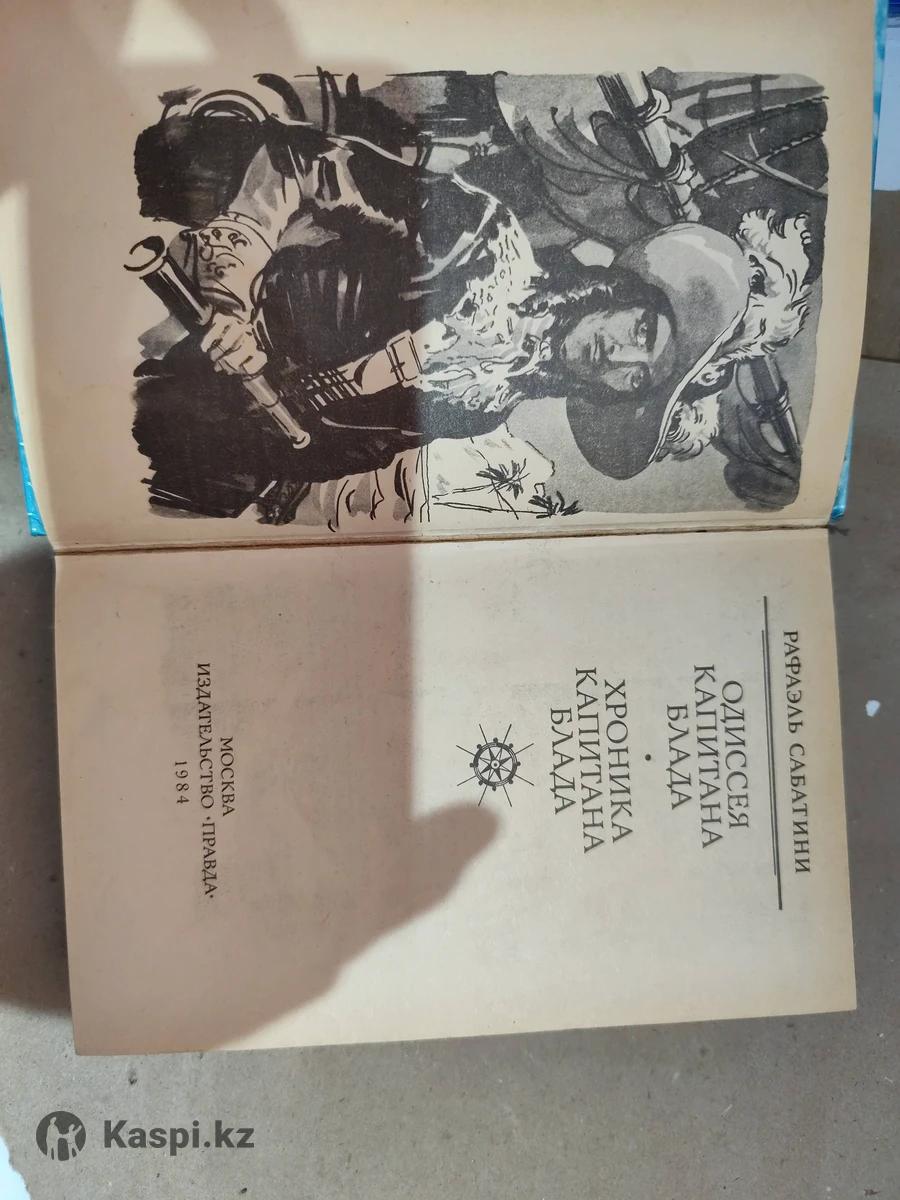 РАФАЭЛЬ САБАТИНИ
ОДИССЕЯ
КАПИТАНА
БЛАДА
•
ХРОНИКА
КАПИТАНА
БЛАДА
МОСКВА
ИЗДАТЕЛЬСТВО «ПРАВДА»
1984
Kaspi.kz